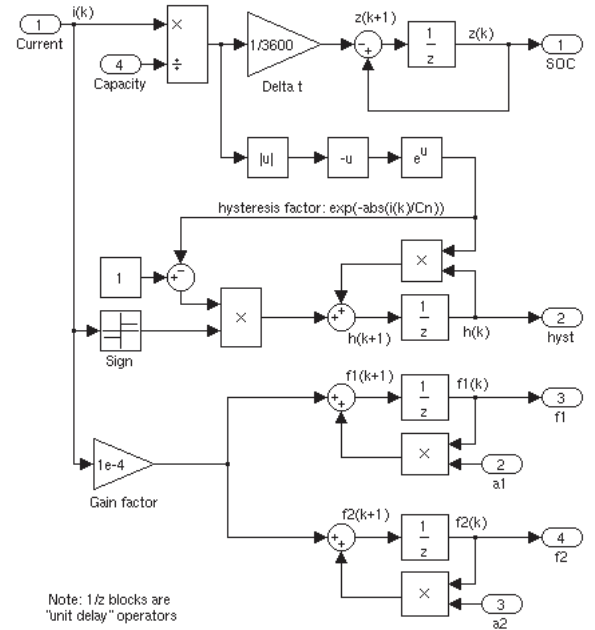 i(k)
1
Current
×
÷
4
Capacity
1/3600
Delta t
z(k+1)
-
+
1
z
z(k)
1
SOC
|u|
-u
e^u
hysteresis factor: exp(-abs(i(k)/Cn))
1
+
-
×
Sign
×
+
+
h(k+1)
1
z
h(k)
2
hyst
f1(k+1)
+
+
1
z
f1(k)
3
f1
×
2
a1
1e-4
Gain factor
f2(k+1)
+
+
1
z
f2(k)
4
f2
×
3
a2
Note: 1/z blocks are
"unit delay" operators